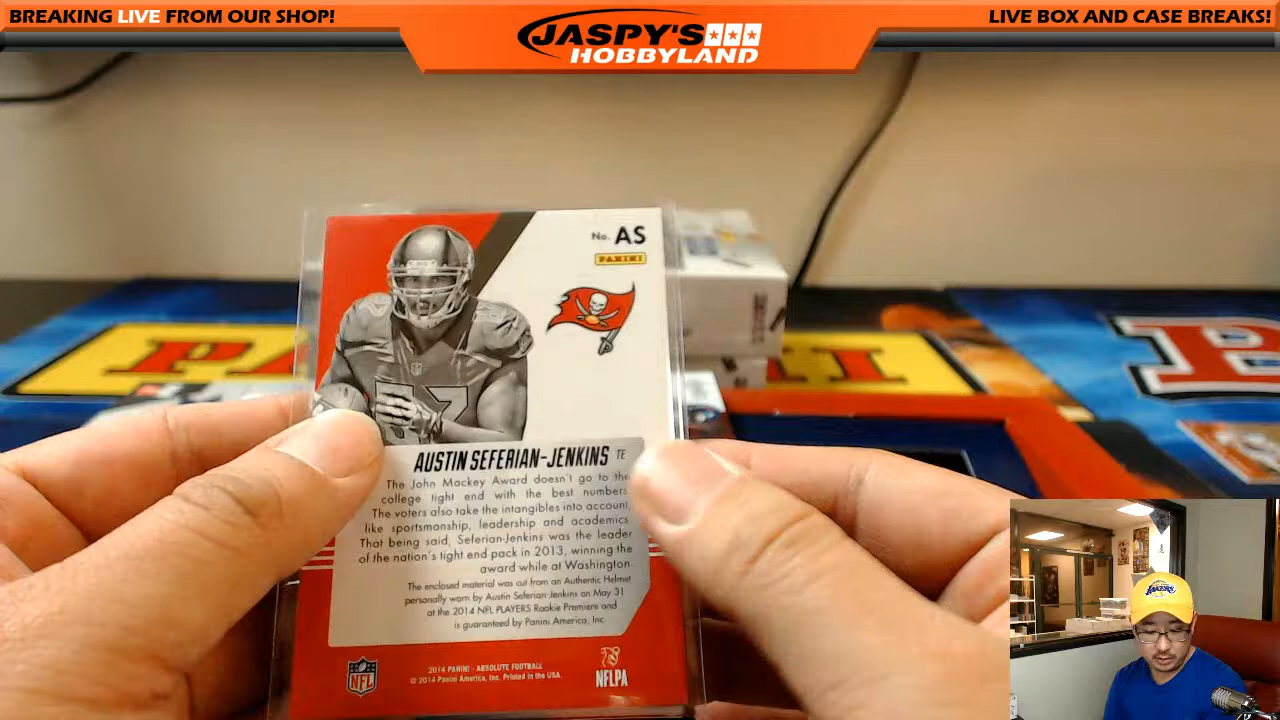 BREAKING LIVE FROM OUR SHOP!
JASPY'S
HOBBYLAND
LIVE BOX AND CASE BREAKS!
No. AS
PANINI
AUSTIN SEFERIAN-JENKINS TE
The John Mackey Award doesn't go to the
college tight end with the best numbers.
The voters also take the intangibles into account,
like sportsmanship, leadership and academics.
That being said, Seferian-Jenkins was the leader
of the nation's tight end pack in 2013, winning the
award while at Washington.
The enclosed material was cut from an Authentic Helmet
personally worn by Austin Seferian-Jenkins on May 31
at the 2014 NFL PLAYERS Rookie Premiere and
is guaranteed by Panini America, Inc.
NFL
2014 PANINI - ABSOLUTE FOOTBALL
© 2014 Panini America, Inc. Printed in the USA.
NFLPA
LAKERS